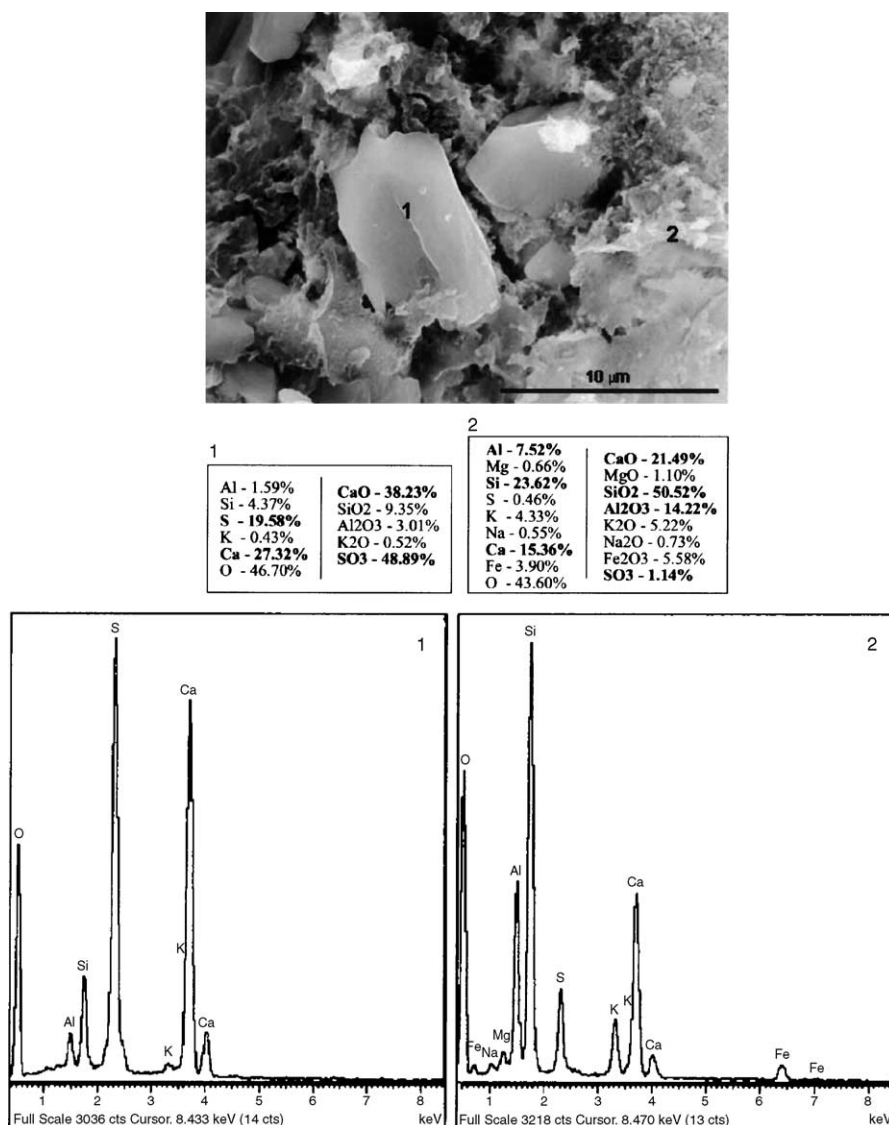 1
2
10 µm
1
Al - 1.59%
Si - 4.37%
S - 19.58%
K - 0.43%
Ca - 27.32%
O - 46.70%
CaO - 38.23%
SiO2 - 9.35%
Al2O3 - 3.01%
K2O - 0.52%
SO3 - 48.89%
2
Al - 7.52%
Mg - 0.66%
Si - 23.62%
S - 0.46%
K - 4.33%
Na - 0.55%
Ca - 15.36%
Fe - 3.90%
O - 43.60%
CaO - 21.49%
MgO - 1.10%
SiO2 - 50.52%
Al2O3 - 14.22%
K2O - 5.22%
Na2O - 0.73%
Fe2O3 - 5.58%
SO3 - 1.14%
1
S
Ca
O
K
Si
Al
K
Ca
1 2 3 4 5 6 7 8
Full Scale 3036 cts Cursor. 8.433 keV (14 cts) keV
2
Si
O
Al
Ca
S
K
K
Mg
Fe
Na
Ca
Fe
Fe
1 2 3 4 5 6 7 8
Full Scale 3218 cts Cursor. 8.470 keV (13 cts) keV